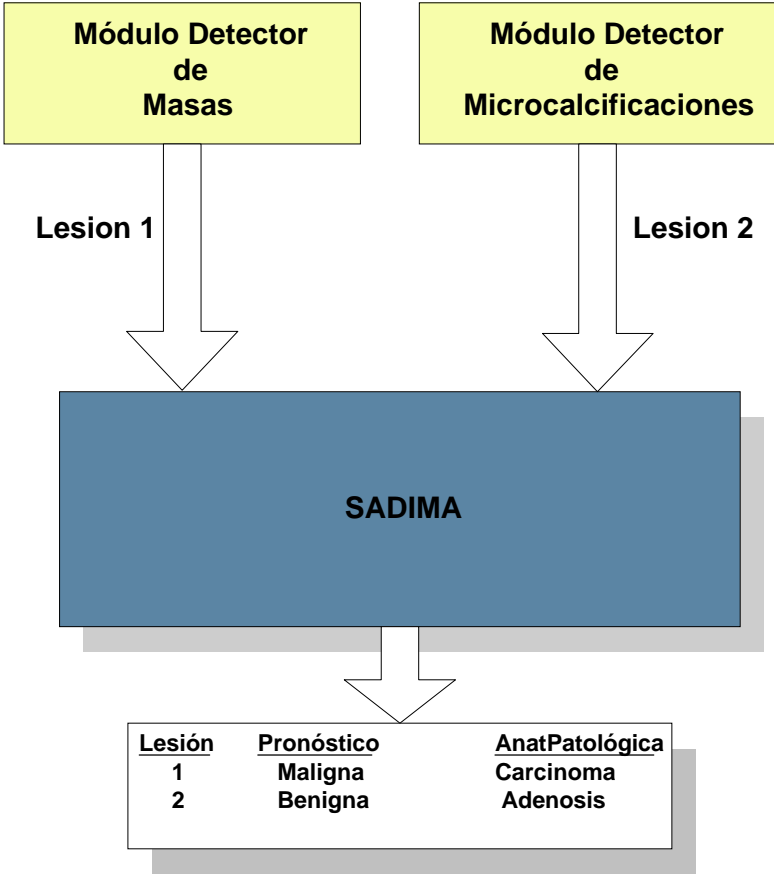 Módulo Detector
de
Masas
Módulo Detector
de
Microcalcificaciones
Lesion 1
Lesion 2
SADIMA
Lesión Pronóstico AnatPatológica
1 Maligna Carcinoma
2 Benigna Adenosis